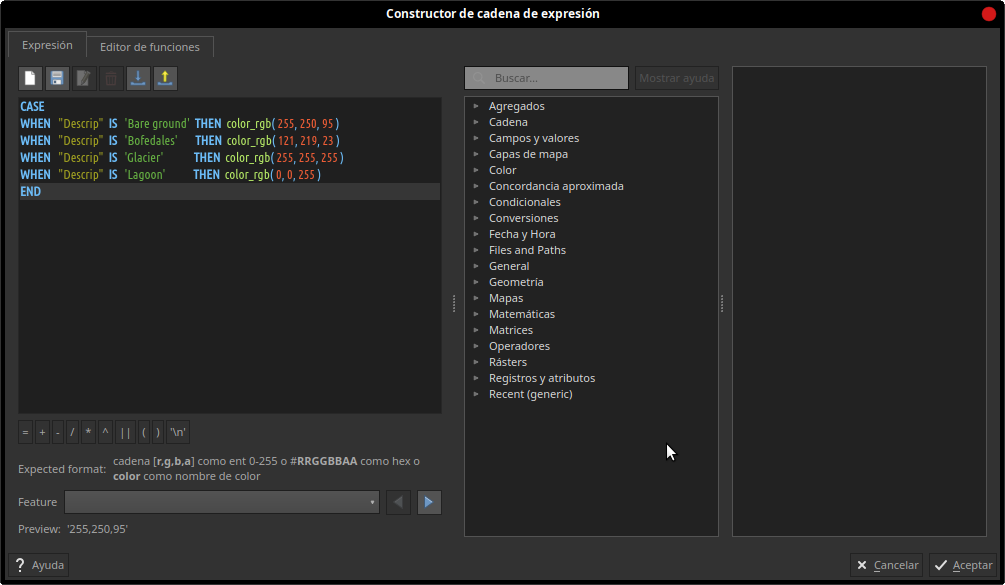 Constructor de cadena de expresión
Expresión
Editor de funciones
Buscar...
Mostrar ayuda
CASE
WHEN "Descrip" IS 'Bare ground' THEN color_rgb(255,250,95)
WHEN "Descrip" IS 'Bofedales' THEN color_rgb(121,219,23)
WHEN "Descrip" IS 'Glacier' THEN color_rgb(255,255,255)
WHEN "Descrip" IS 'Lagoon' THEN color_rgb(0,0,255)
END
Agregados
Cadena
Campos y valores
Capas de mapa
Color
Concordancia aproximada
Condicionales
Conversiones
Fecha y Hora
Files and Paths
General
Geometría
Mapas
Matemáticas
Matrices
Operadores
Rásters
Registros y atributos
Recent (generic)
= + - / * ^ || ( ) '\n'
Expected format: cadena [r,g,b,a] como ent 0-255 o #RRGGBBAA como hex o
color como nombre de color
Feature
Preview: '255,250,95'
? Ayuda
Cancelar
Aceptar